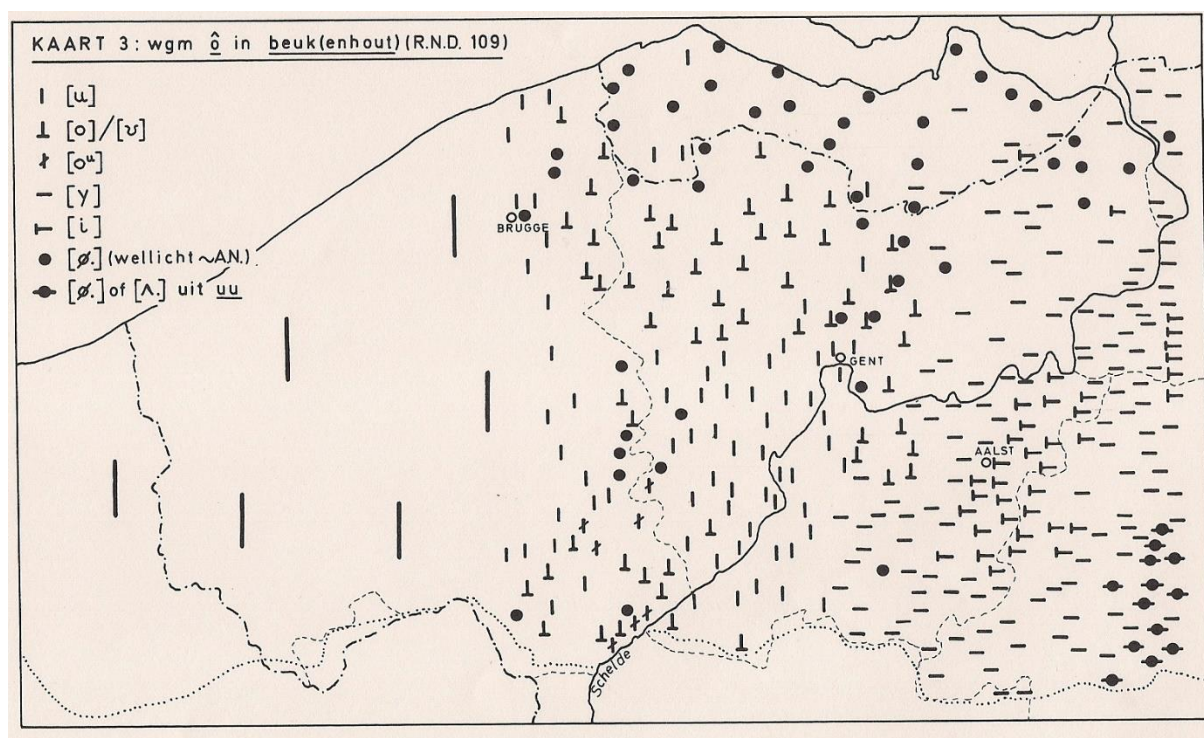 KAART 3: wgm ô in beuk(enhout) (R.N.D. 109)
[u]
[o]/[ʊ]
[oᵘ]
[y]
[i]
[ø.] (wellicht ~A.N.)
[ø.] of [ʌ.] uit uu
BRUGGE
GENT
AALST
Schelde